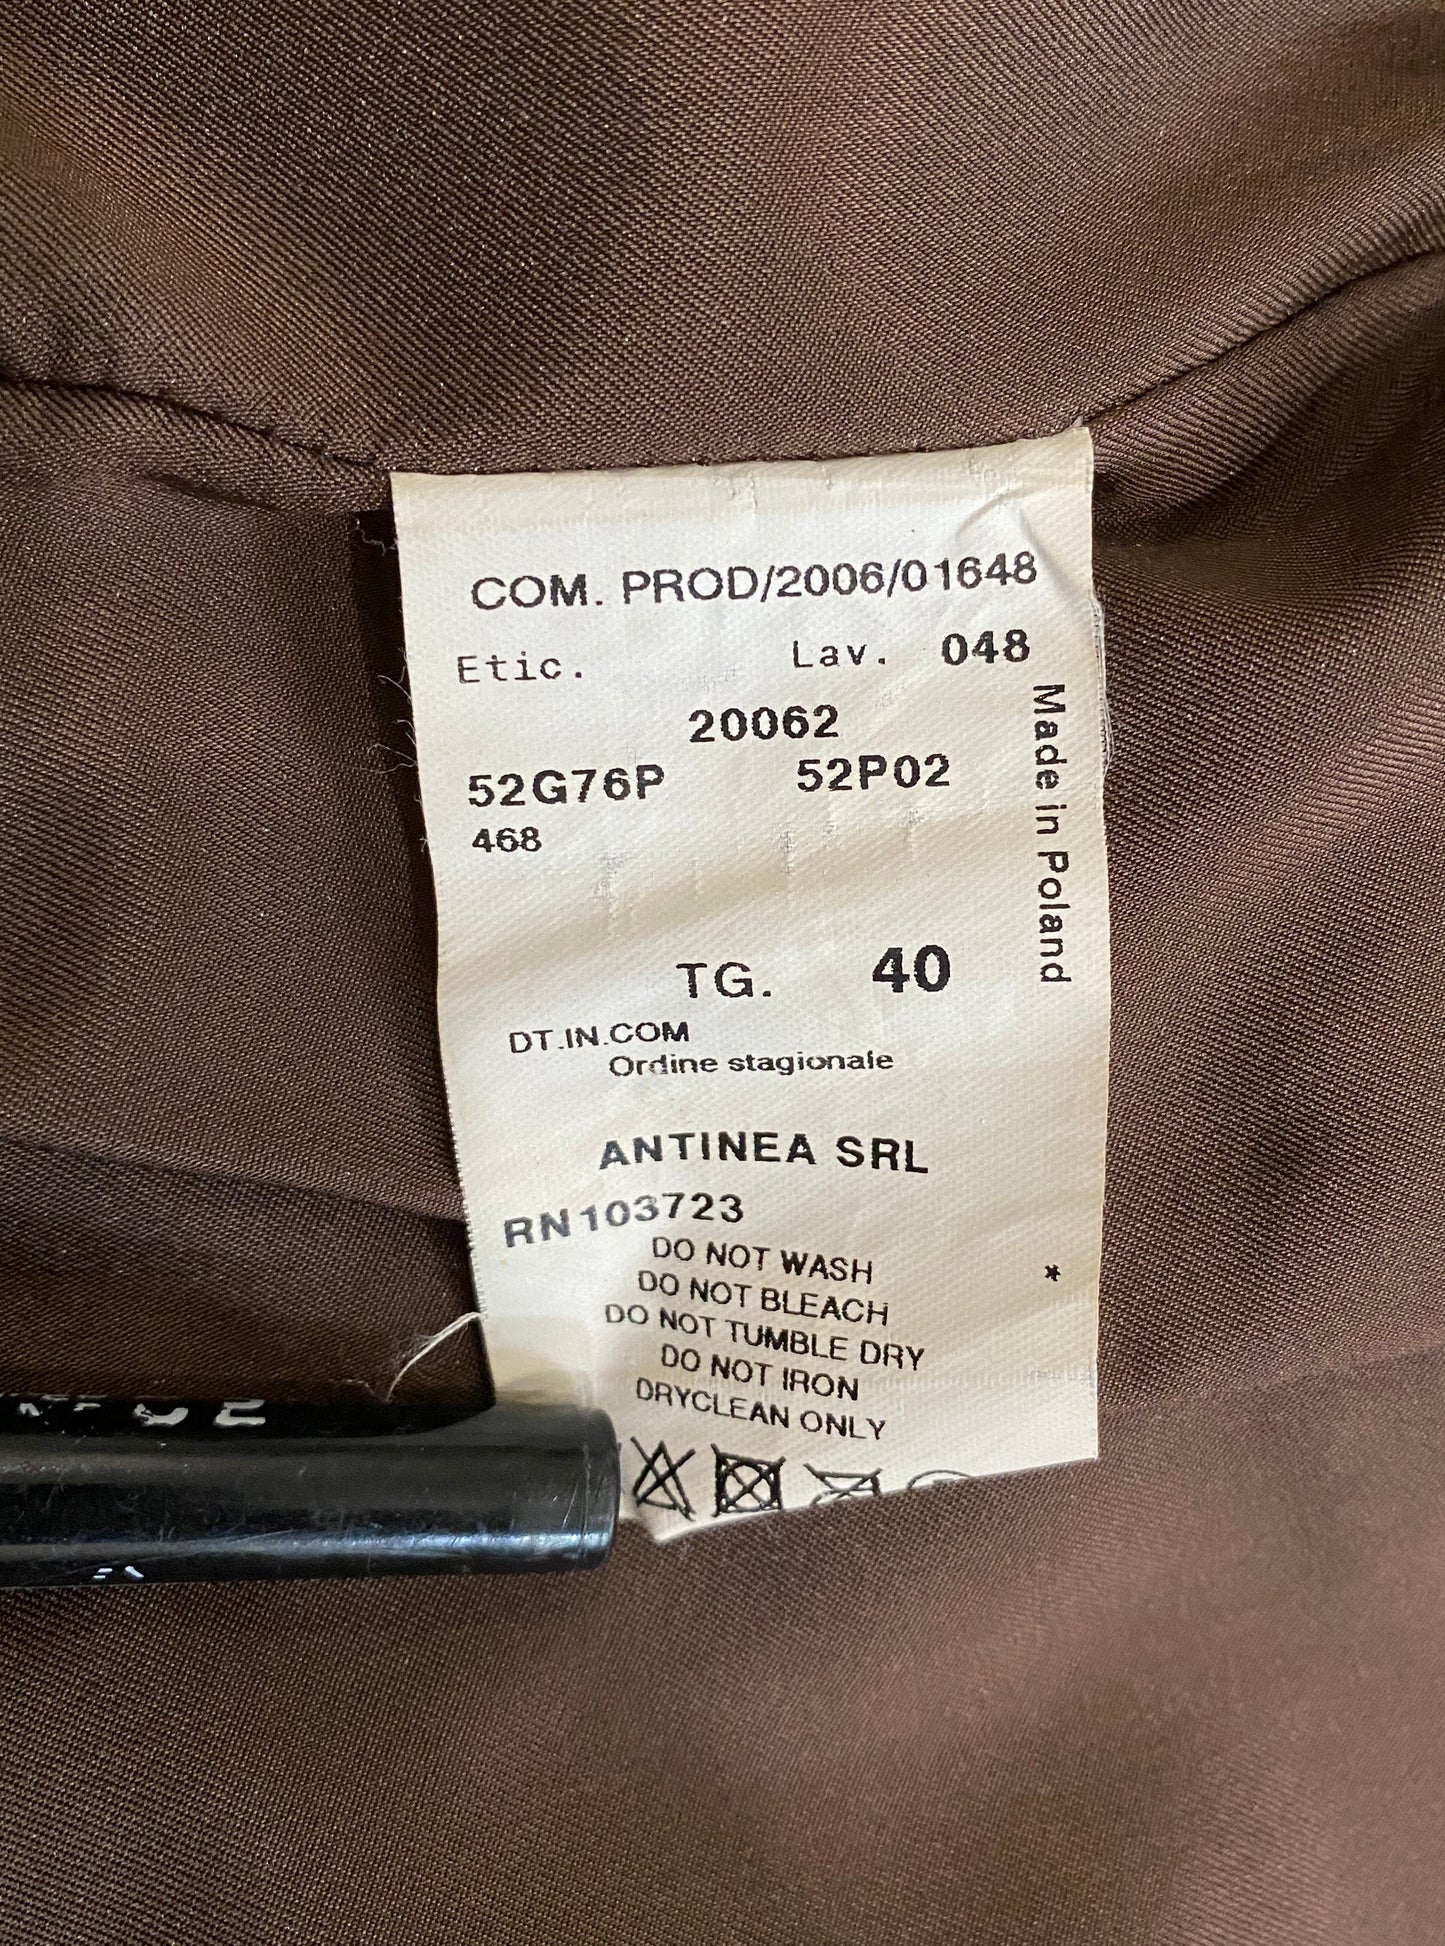 COM. PROD/2006/01648
Etic. Lav. 048
20062
52G76P 52P02
468
Made in Poland
TG. 40
DT.IN.COM
Ordine stagionale
ANTINEA SRL
RN103723
DO NOT WASH
*
DO NOT BLEACH
DO NOT TUMBLE DRY
DO NOT IRON
DRYCLEAN ONLY